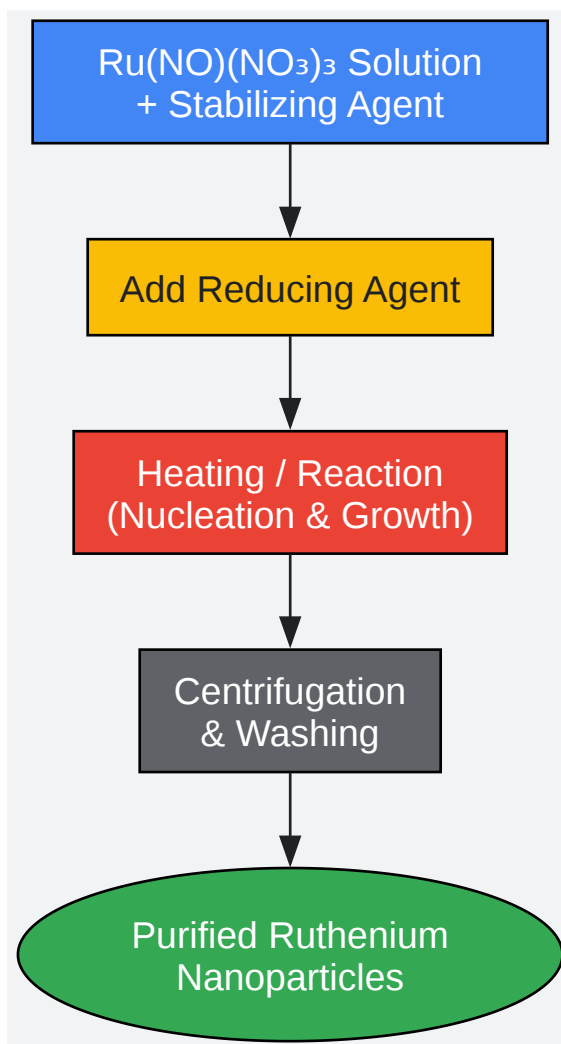 Ru(NO)(NO₃)₃ Solution
+ Stabilizing Agent
Add Reducing Agent
Heating / Reaction
(Nucleation & Growth)
Centrifugation
& Washing
Purified Ruthenium
Nanoparticles